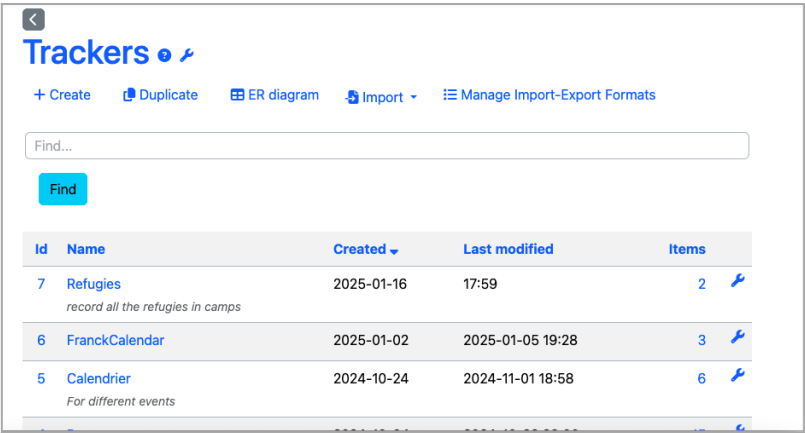 Trackers
Create Duplicate ER diagram Import Manage Import-Export Formats
Find...
Find
Id Name Created Last modified Items
7 Refugies 2025-01-16 17:59 2
record all the refugies in camps
6 FranckCalendar 2025-01-02 2025-01-05 19:28 3
5 Calendrier 2024-10-24 2024-11-01 18:58 6
For different events